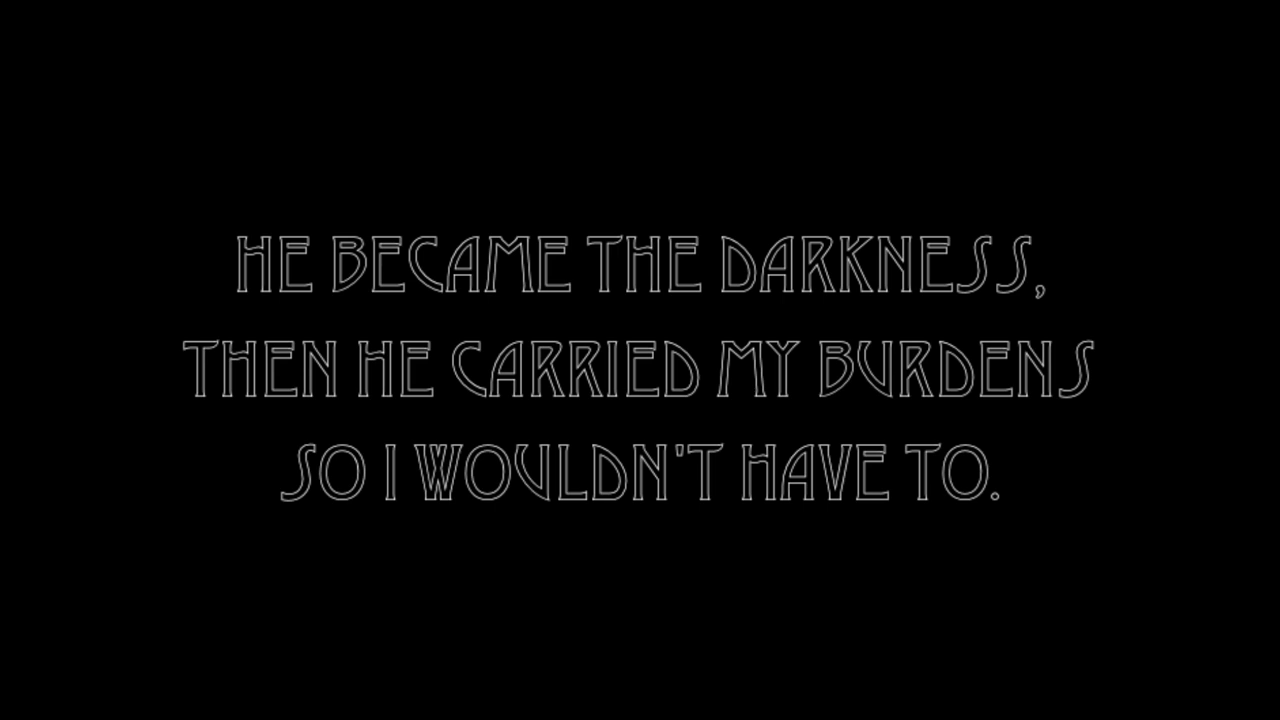 HE BECAME THE DARKNESS,
THEN HE CARRIED MY BURDENS
SO I WOULDN'T HAVE TO.